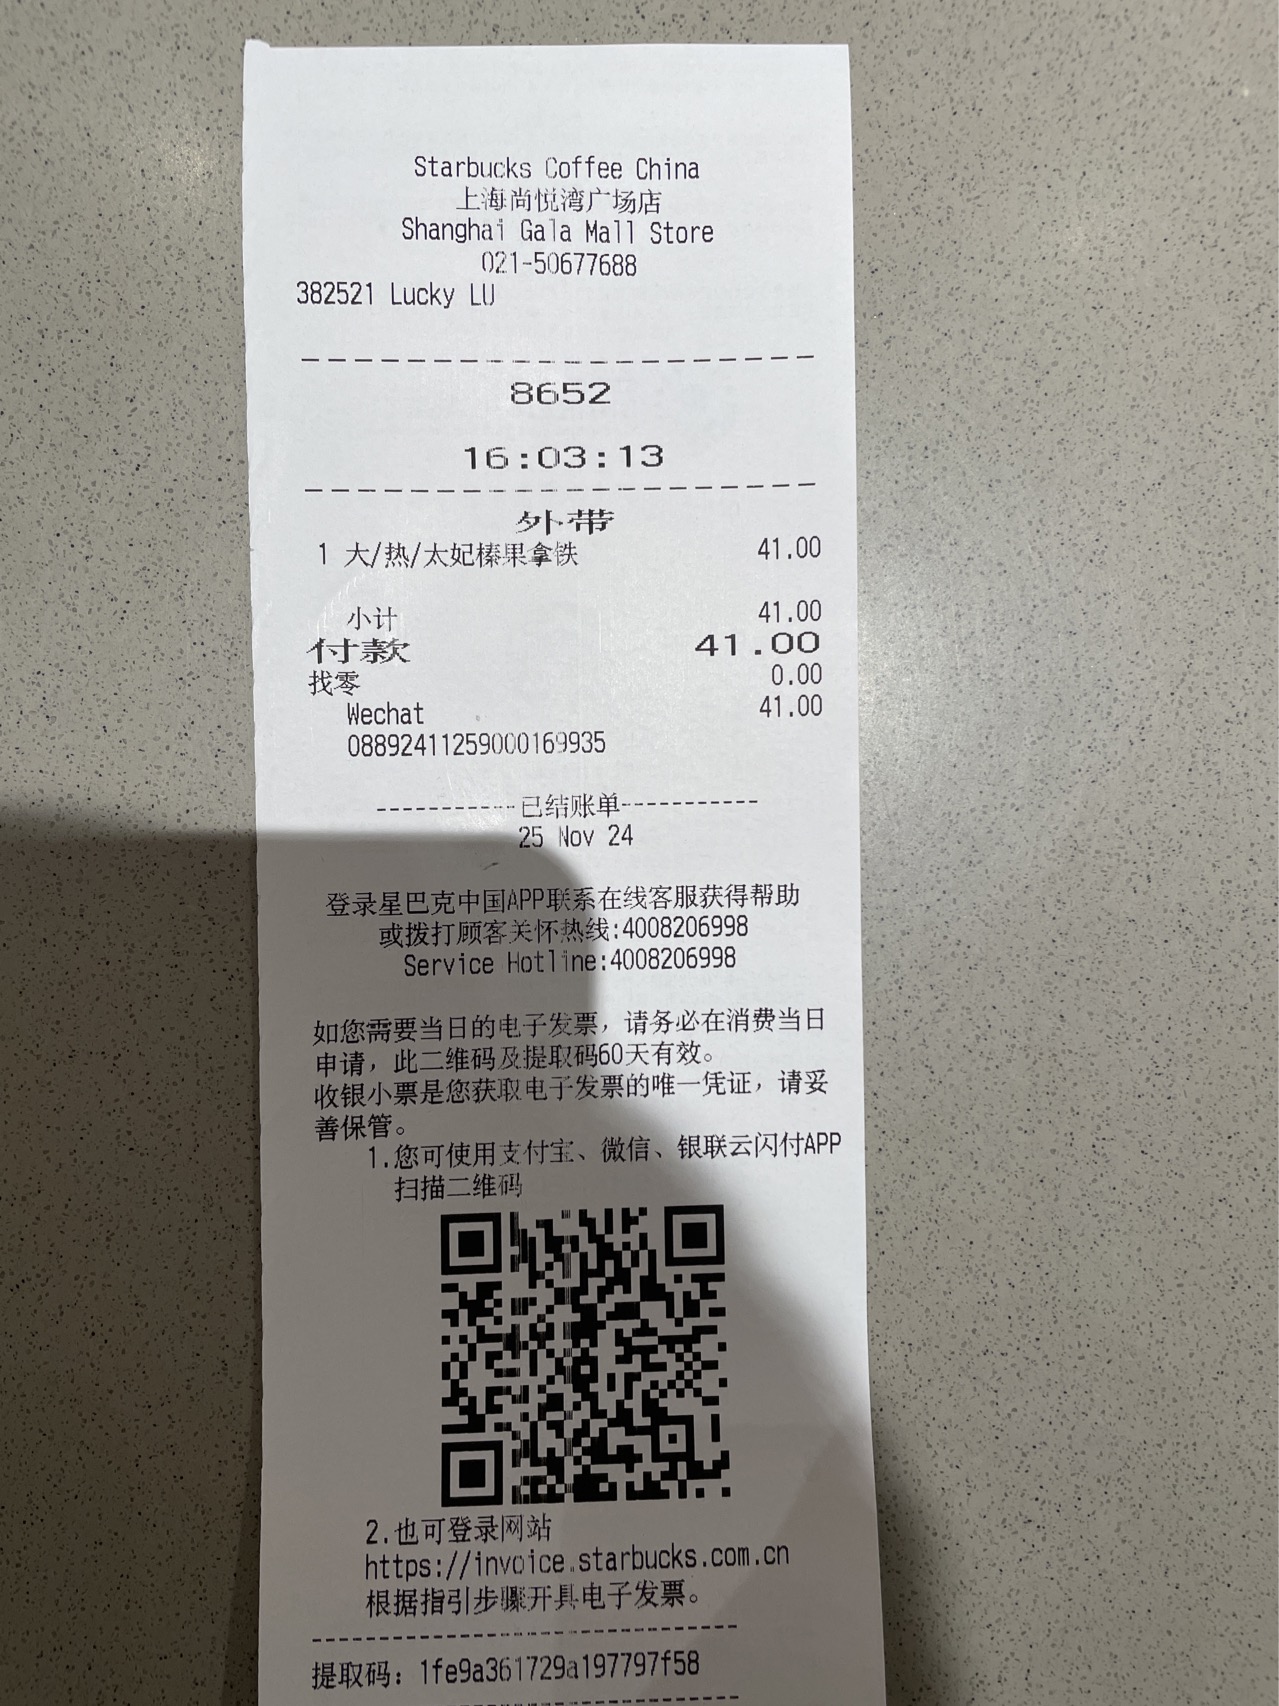 Starbucks Coffee China
上海尚悦湾广场店
Shanghai Gala Mall Store
021-50677688
382521 Lucky LU
--------------------
8652
16:03:13
--------------------
外带
1 大/热/太妃榛果拿铁 41.00
小计 41.00
付款 41.00
找零 0.00
Wechat 41.00
08892411259000169935
-----------已结账单-----------
25 Nov 24
登录星巴克中国APP联系在线客服获得帮助
或拨打顾客关怀热线:4008206998
Service Hotline:4008206998
如您需要当日的电子发票，请务必在消费当日
申请，此二维码及提取码60天有效。
收银小票是您获取电子发票的唯一凭证，请妥
善保管。
1.您可使用支付宝、微信、银联云闪付APP
扫描二维码
2.也可登录网站
https://invoice.starbucks.com.cn
根据指引步骤开具电子发票。
---------------------------------
提取码：1fe9a361729a197797f58
---------------------------------